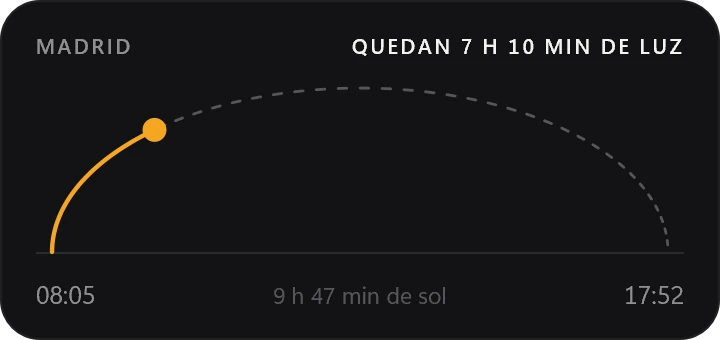 MADRID
QUEDAN 7 H 10 MIN DE LUZ
08:05
9 h 47 min de sol
17:52